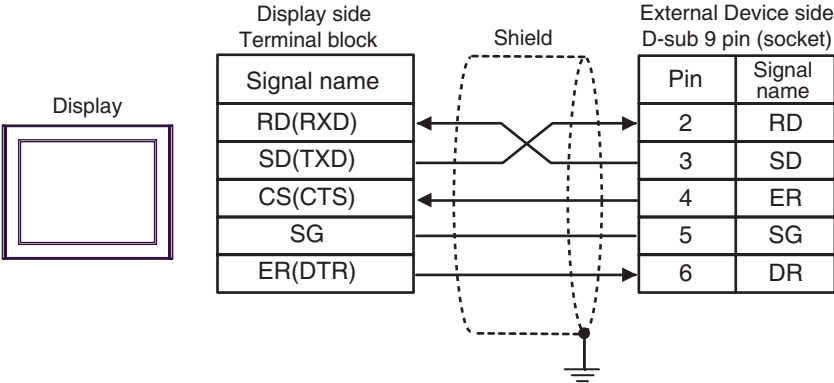 Display side
Terminal block
Shield
External Device side
D-sub 9 pin (socket)
Display
Signal name
Pin
Signal
name
RD(RXD)
2
RD
SD(TXD)
3
SD
CS(CTS)
4
ER
SG
5
SG
ER(DTR)
6
DR